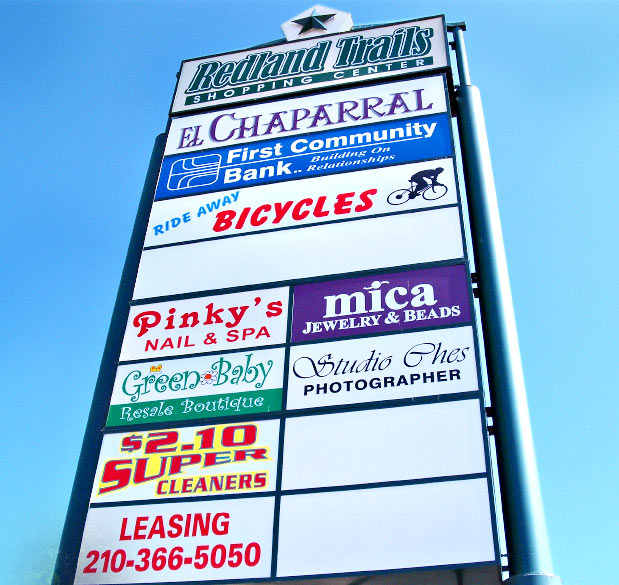 Redland Trails
SHOPPING CENTER
EL CHAPARRAL
First Community
Bank..
Building On
Relationships
RIDE AWAY
BICYCLES
Pinky's
NAIL & SPA
mica
JEWELRY & BEADS
Green Baby
Resale Boutique
Studio Ches
PHOTOGRAPHER
$2.10
SUPER
CLEANERS
LEASING
210-366-5050